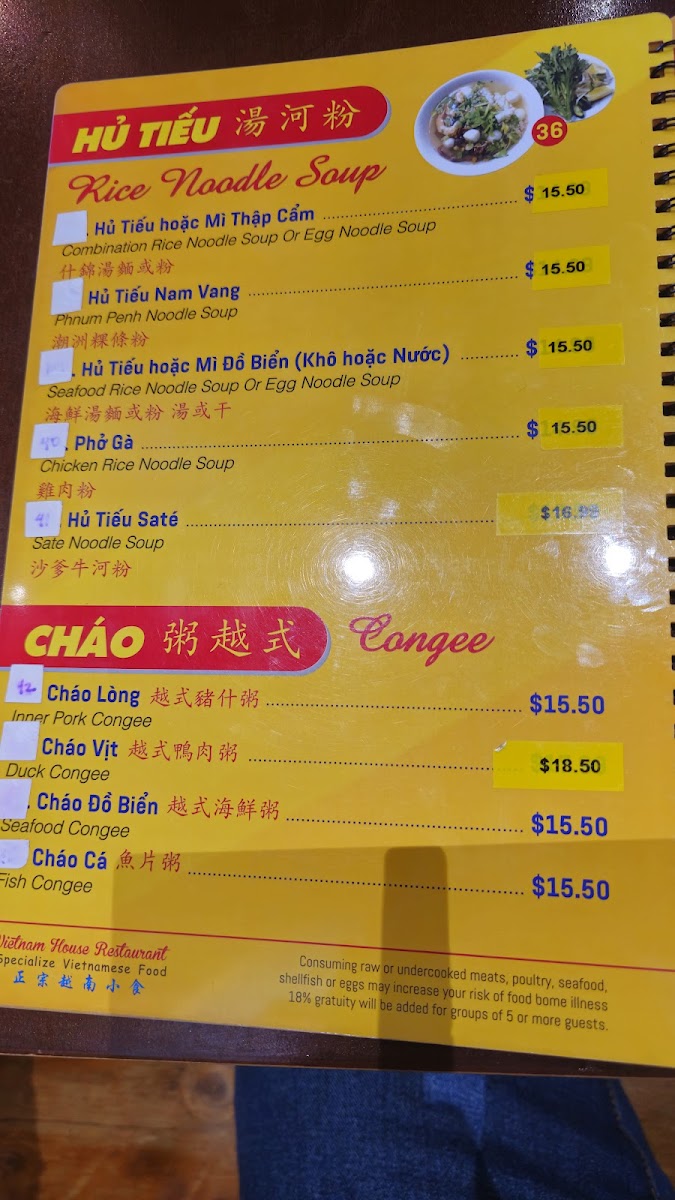 HỦ TIẾU 湯河粉
36
Rice Noodle Soup
. Hủ Tiếu hoặc Mì Thập Cẩm ........ $ 15.50
Combination Rice Noodle Soup Or Egg Noodle Soup
什錦湯麵或粉
Hủ Tiếu Nam Vang ........ $ 15.50
Phnum Penh Noodle Soup
潮洲粿條粉
. Hủ Tiếu hoặc Mì Đồ Biển (Khô hoặc Nước) ........ $ 15.50
Seafood Rice Noodle Soup Or Egg Noodle Soup
海鮮湯麵或粉 湯或干
40. Phở Gà ........ $ 15.50
Chicken Rice Noodle Soup
雞肉粉
41. Hủ Tiếu Saté ........ $16.95
Sate Noodle Soup
沙爹牛河粉
CHÁO 粥越式 Congee
42 Cháo Lòng 越式豬什粥 ........ $15.50
Inner Pork Congee
Cháo Vịt 越式鴨肉粥 ........ $18.50
Duck Congee
. Cháo Đồ Biển 越式海鮮粥 ........ $15.50
Seafood Congee
Cháo Cá 魚片粥 ........ $15.50
Fish Congee
Vietnam House Restaurant
Specialize Vietnamese Food
正宗越南小食
Consuming raw or undercooked meats, poultry, seafood,
shellfish or eggs may increase your risk of food borne illness
18% gratuity will be added for groups of 5 or more guests.